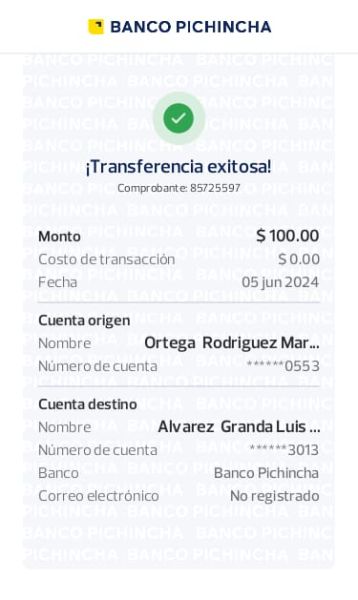 BANCO PICHINCHA
¡Transferencia exitosa!
Comprobante: 85725597
Monto $ 100.00
Costo de transacción $ 0.00
Fecha 05 jun 2024
Cuenta origen
Nombre Ortega Rodriguez Mar...
Número de cuenta ******0553
Cuenta destino
Nombre Alvarez Granda Luis ...
Número de cuenta ******3013
Banco Banco Pichincha
Correo electrónico No registrado